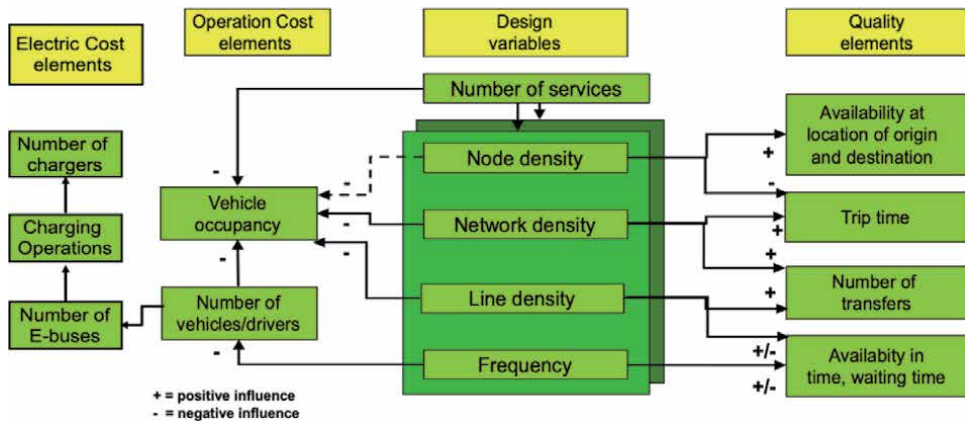 Electric Cost
elements
Operation Cost
elements
Design
variables
Quality
elements
Number of services
Number of
chargers
Charging
Operations
Number of
E-buses
Vehicle
occupancy
Number of
vehicles/drivers
Node density
Network density
Line density
Frequency
Availability at
location of origin
and destination
Trip time
Number of
transfers
Availabity in
time, waiting time
-
-
-
-
-
-
+
-
+
+
+
+/-
+/-
+ = positive influence
- = negative influence